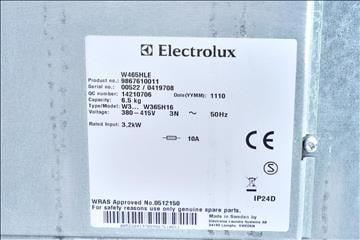 Electrolux
W465HLE
Product no.: 9867610011
Serial no.: 00522 / 0419708
QC number: 14210706 Date(YYMM): 1110
Capacity: 6,5 kg
Type/Model: W3... W365H16
Voltage: 380-415V 3N ~ 50Hz
Rated input: 3,2kW
10A
CE
IP24D
WRAS Approved No.0512150
For safety reasons use only genuine spare parts.
Made in Sweden by
Electrolux Laundry Systems AB
Ljungby, SWEDEN